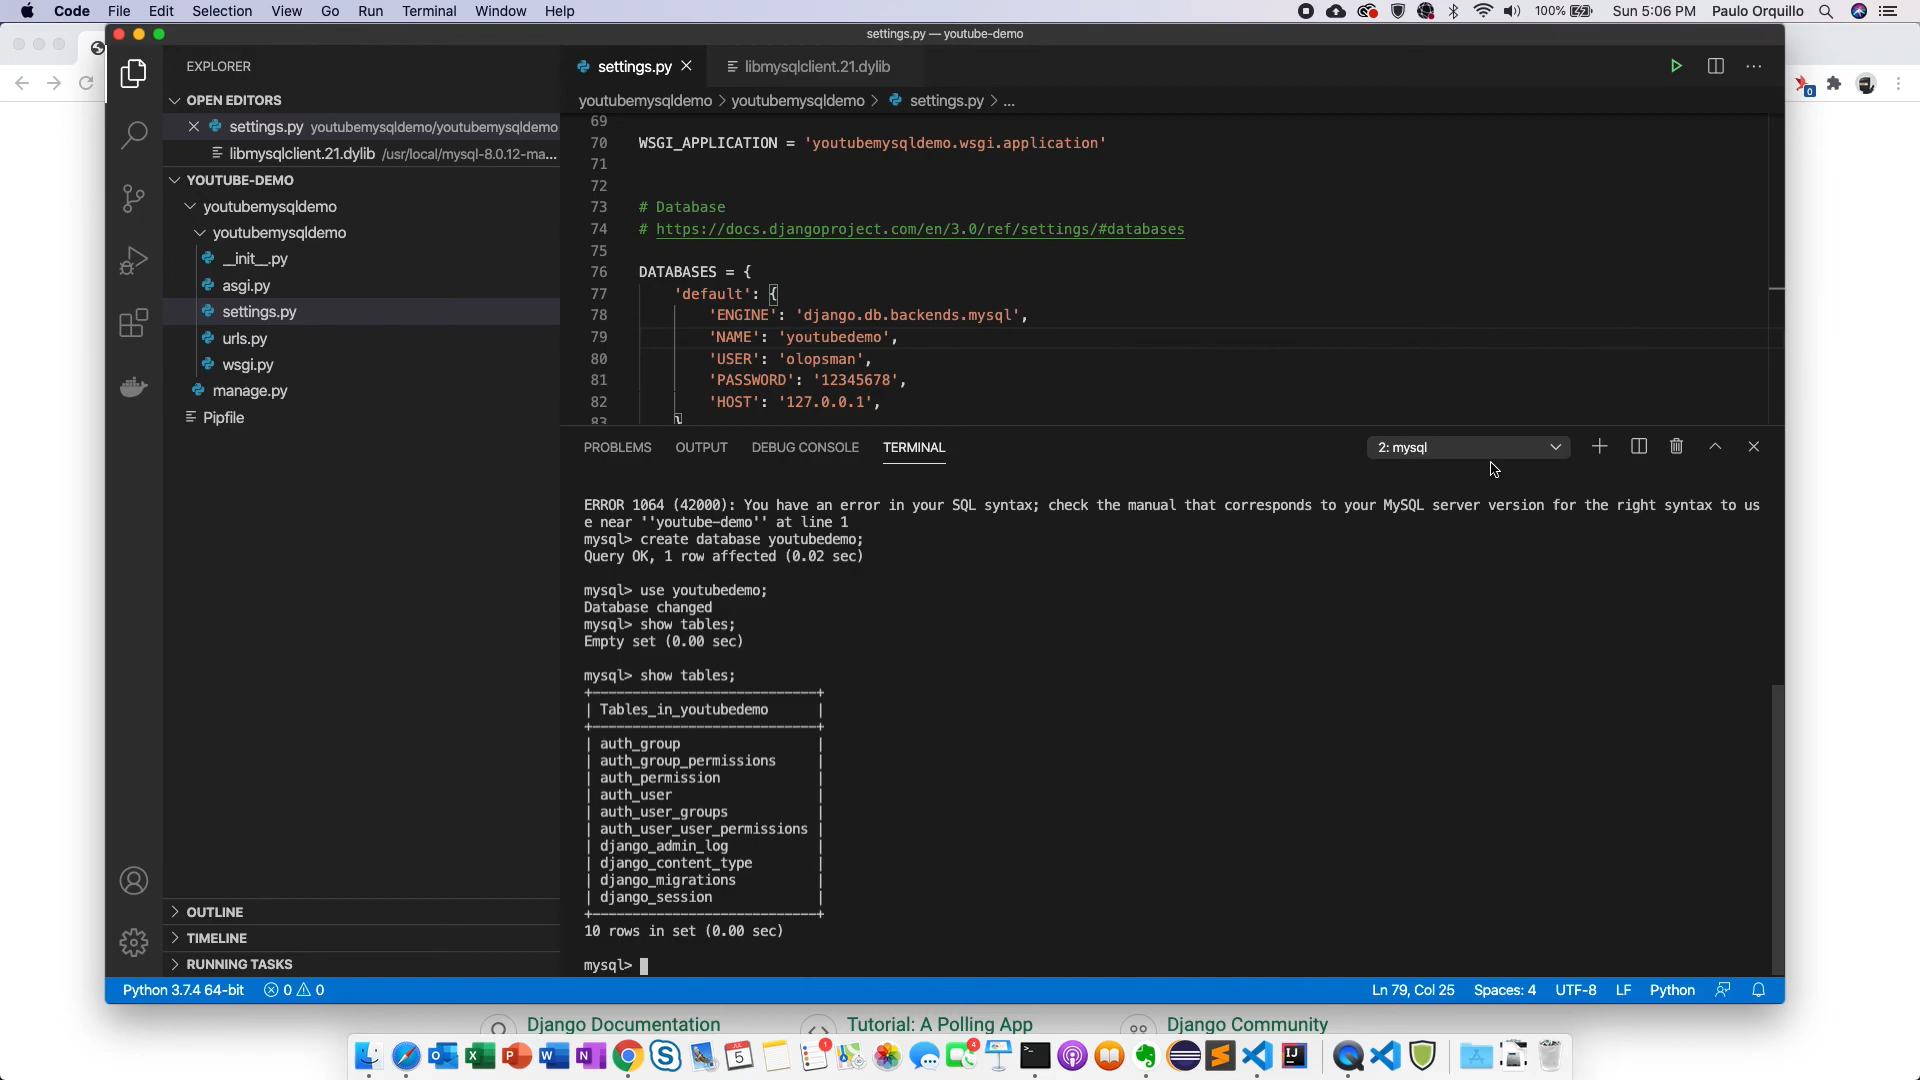 Code File Edit Selection View Go Run Terminal Window Help 100% Sun 5:06 PM Paulo Orquillo
settings.py — youtube-demo
EXPLORER
OPEN EDITORS
settings.py youtubemysqldemo/youtubemysqldemo
libmysqlclient.21.dylib /usr/local/mysql-8.0.12-ma...
YOUTUBE-DEMO
youtubemysqldemo
youtubemysqldemo
__init__.py
asgi.py
settings.py
urls.py
wsgi.py
manage.py
Pipfile
OUTLINE
TIMELINE
RUNNING TASKS
settings.py libmysqlclient.21.dylib
0
youtubemysqldemo > youtubemysqldemo > settings.py > ...
69
70 WSGI_APPLICATION = 'youtubemysqldemo.wsgi.application'
71
72
73 # Database
74 # https://docs.djangoproject.com/en/3.0/ref/settings/#databases
75
76 DATABASES = {
77 'default': {
78 'ENGINE': 'django.db.backends.mysql',
79 'NAME': 'youtubedemo',
80 'USER': 'olopsman',
81 'PASSWORD': '12345678',
82 'HOST': '127.0.0.1',
83 }
PROBLEMS OUTPUT DEBUG CONSOLE TERMINAL 2: mysql
ERROR 1064 (42000): You have an error in your SQL syntax; check the manual that corresponds to your MySQL server version for the right syntax to us
e near ''youtube-demo'' at line 1
mysql> create database youtubedemo;
Query OK, 1 row affected (0.02 sec)
mysql> use youtubedemo;
Database changed
mysql> show tables;
Empty set (0.00 sec)
mysql> show tables;
+----------------------------+
| Tables_in_youtubedemo |
+----------------------------+
| auth_group |
| auth_group_permissions |
| auth_permission |
| auth_user |
| auth_user_groups |
| auth_user_user_permissions |
| django_admin_log |
| django_content_type |
| django_migrations |
| django_session |
+----------------------------+
10 rows in set (0.00 sec)
mysql>
Python 3.7.4 64-bit 0 0 Ln 79, Col 25 Spaces: 4 UTF-8 LF Python
Django Documentation Tutorial: A Polling App Django Community
5 1 4